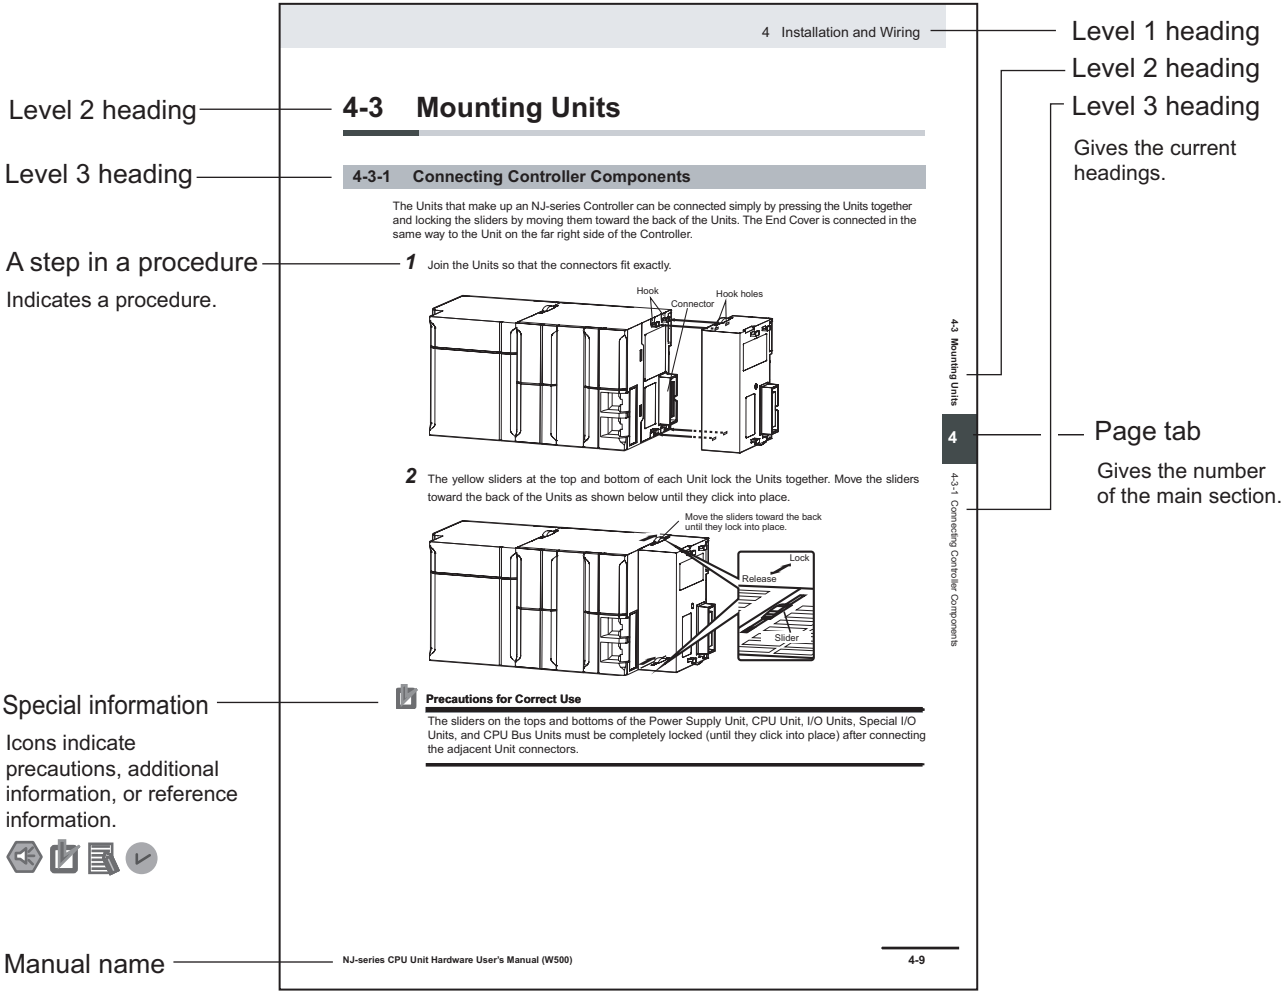 4 Installation and Wiring
Level 1 heading
Level 2 heading
Level 3 heading
Gives the current
headings.
Level 2 heading
4-3 Mounting Units
Level 3 heading
4-3-1 Connecting Controller Components
The Units that make up an NJ-series Controller can be connected simply by pressing the Units together
and locking the sliders by moving them toward the back of the Units. The End Cover is connected in the
same way to the Unit on the far right side of the Controller.
A step in a procedure
Indicates a procedure.
1 Join the Units so that the connectors fit exactly.
Hook
Connector
Hook holes
4-3 Mounting Units
4
Page tab
Gives the number
of the main section.
4-3-1 Connecting Controller Components
2 The yellow sliders at the top and bottom of each Unit lock the Units together. Move the sliders
toward the back of the Units as shown below until they click into place.
Move the sliders toward the back
until they lock into place.
Lock
Release
Slider
Special information
Icons indicate
precautions, additional
information, or reference
information.
Precautions for Correct Use
The sliders on the tops and bottoms of the Power Supply Unit, CPU Unit, I/O Units, Special I/O
Units, and CPU Bus Units must be completely locked (until they click into place) after connecting
the adjacent Unit connectors.
Manual name
NJ-series CPU Unit Hardware User's Manual (W500)
4-9